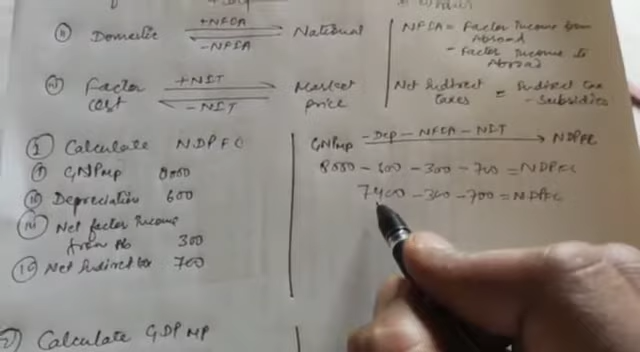 ii) Domestic +NFIA −NFIA National
NFIA = Factor Income from
Abroad
- Factor Income to
Abroad
iii) Factor +NIT Market
cost −NIT Price
Net Indirect = Indirect Tax
taxes - Subsidies
① Calculate NDPFC
i) GNPMP 8000
ii) Depreciation 600
iii) Net factor income
from Ab 300
iv) Net Indirect tax 700
GNPMP - Dep - NFIA - NIT NDPFC
8000 - 600 - 300 - 700 = NDPFC
7400 - 300 - 700 = NDPFC
② Calculate GDPMP